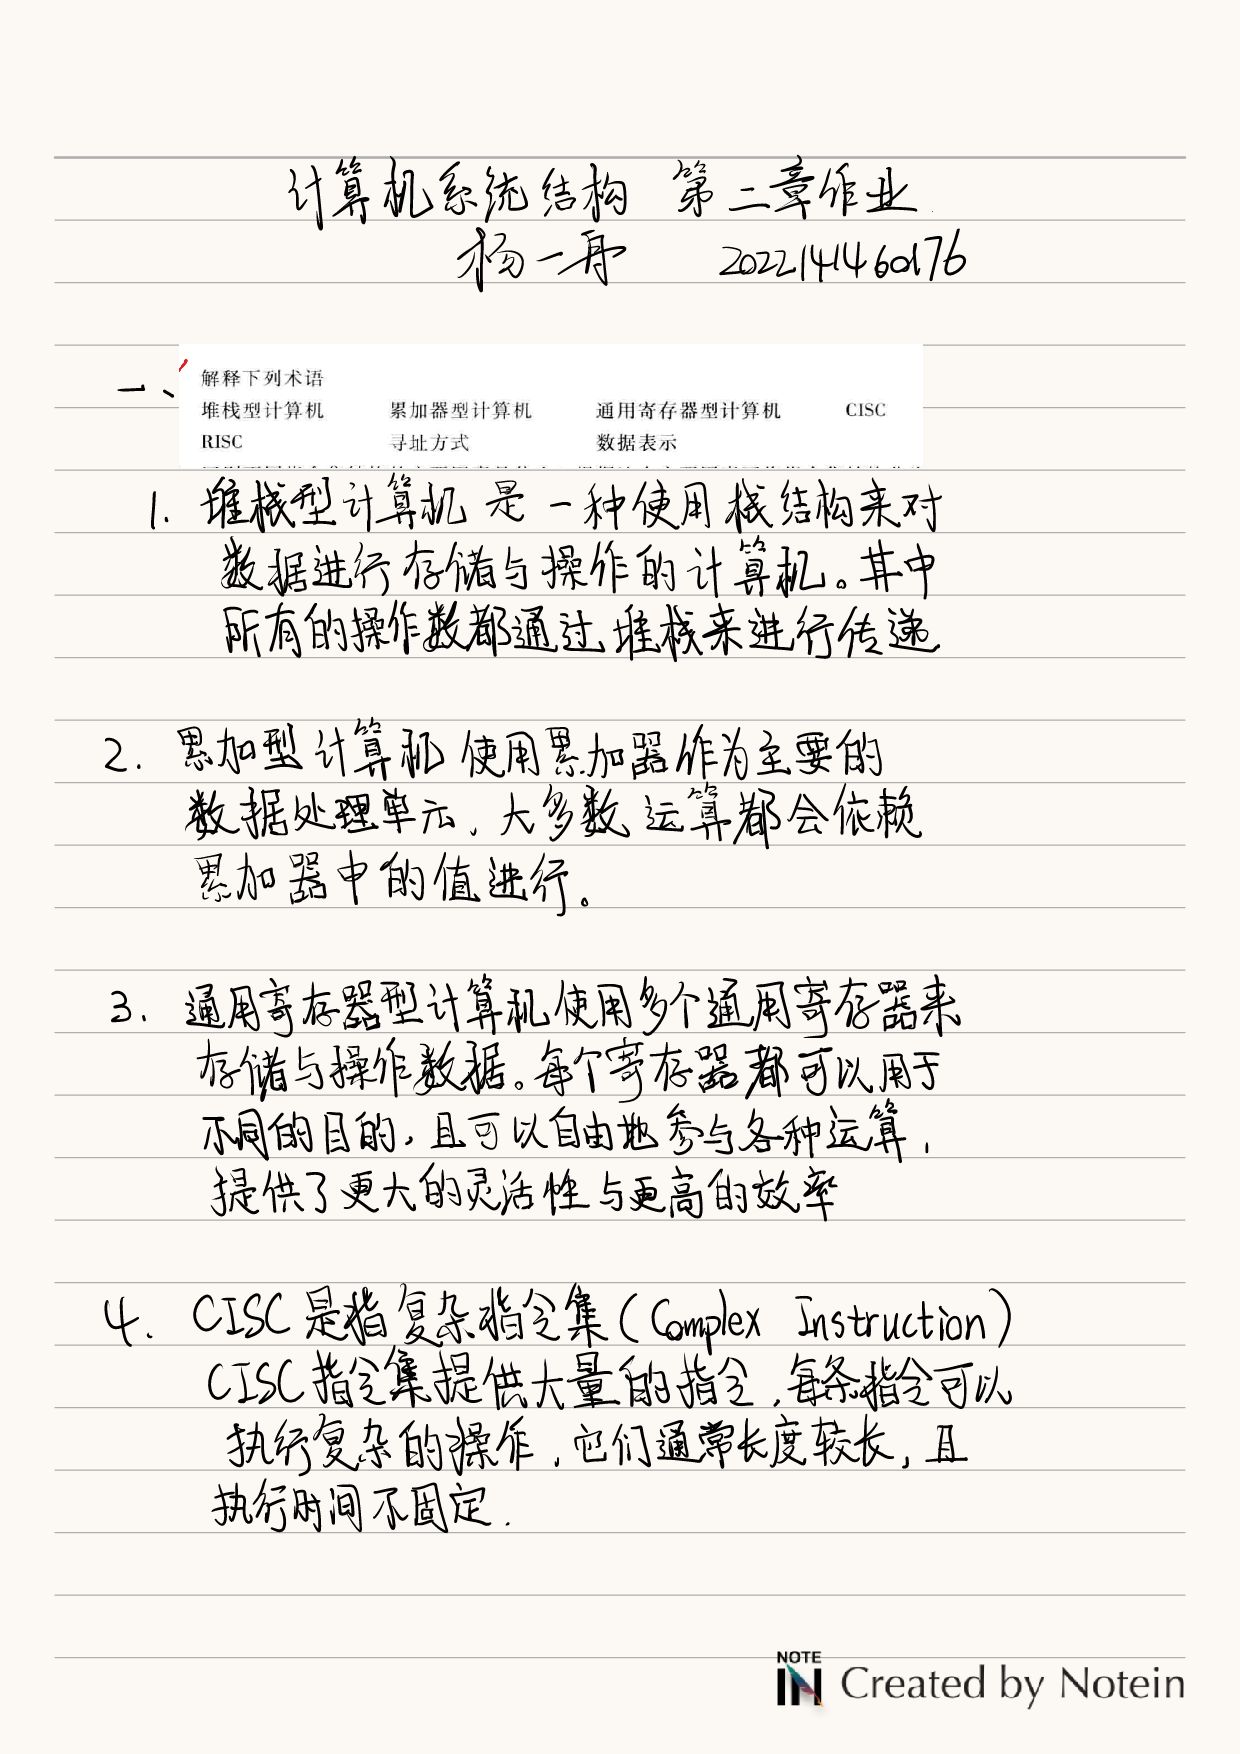 计算机系统结构 第二章作业
杨一舟 2022141460176
一、
解释下列术语
堆栈型计算机 累加器型计算机 通用寄存器型计算机 CISC
RISC 寻址方式 数据表示
1. 堆栈型计算机是一种使用栈结构来对
数据进行存储与操作的计算机。其中
所有的操作数都通过堆栈来进行传递
2. 累加型计算机使用累加器作为主要的
数据处理单元，大多数运算都会依赖
累加器中的值进行。
3. 通用寄存器型计算机使用多个通用寄存器来
存储与操作数据。每个寄存器都可以用于
不同的目的，且可以自由地参与各种运算，
提供了更大的灵活性与更高的效率
4. CISC是指复杂指令集(Complex Instruction)
CISC指令集提供大量的指令，每条指令可以
执行复杂的操作，它们通常长度较长，且
执行时间不固定.
NOTE
IN Created by Notein